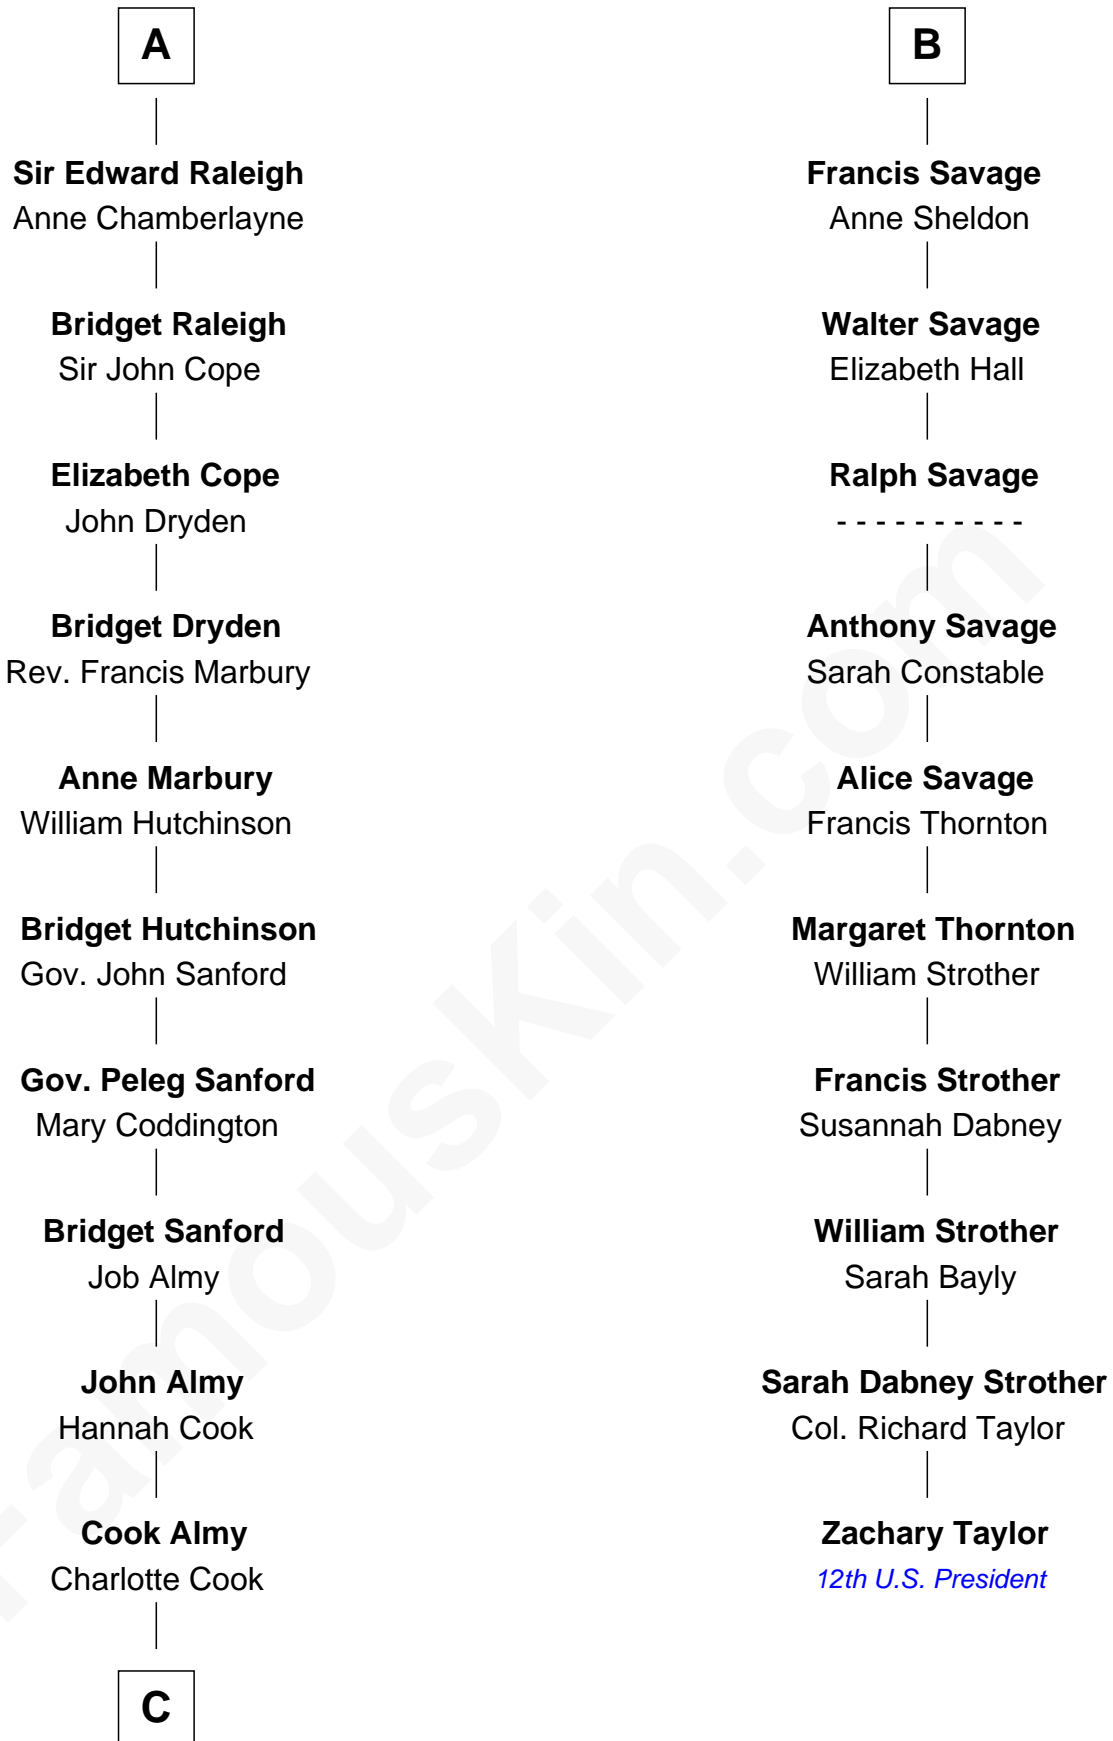 A
Sir Edward Raleigh
Anne Chamberlayne
Bridget Raleigh
Sir John Cope
Elizabeth Cope
John Dryden
Bridget Dryden
Rev. Francis Marbury
Anne Marbury
William Hutchinson
Bridget Hutchinson
Gov. John Sanford
Gov. Peleg Sanford
Mary Coddington
Bridget Sanford
Job Almy
John Almy
Hannah Cook
Cook Almy
Charlotte Cook
C
B
Francis Savage
Anne Sheldon
Walter Savage
Elizabeth Hall
Ralph Savage
- - - - - - - - - -
Anthony Savage
Sarah Constable
Alice Savage
Francis Thornton
Margaret Thornton
William Strother
Francis Strother
Susannah Dabney
William Strother
Sarah Bayly
Sarah Dabney Strother
Col. Richard Taylor
Zachary Taylor
12th U.S. President
FamousKin.com